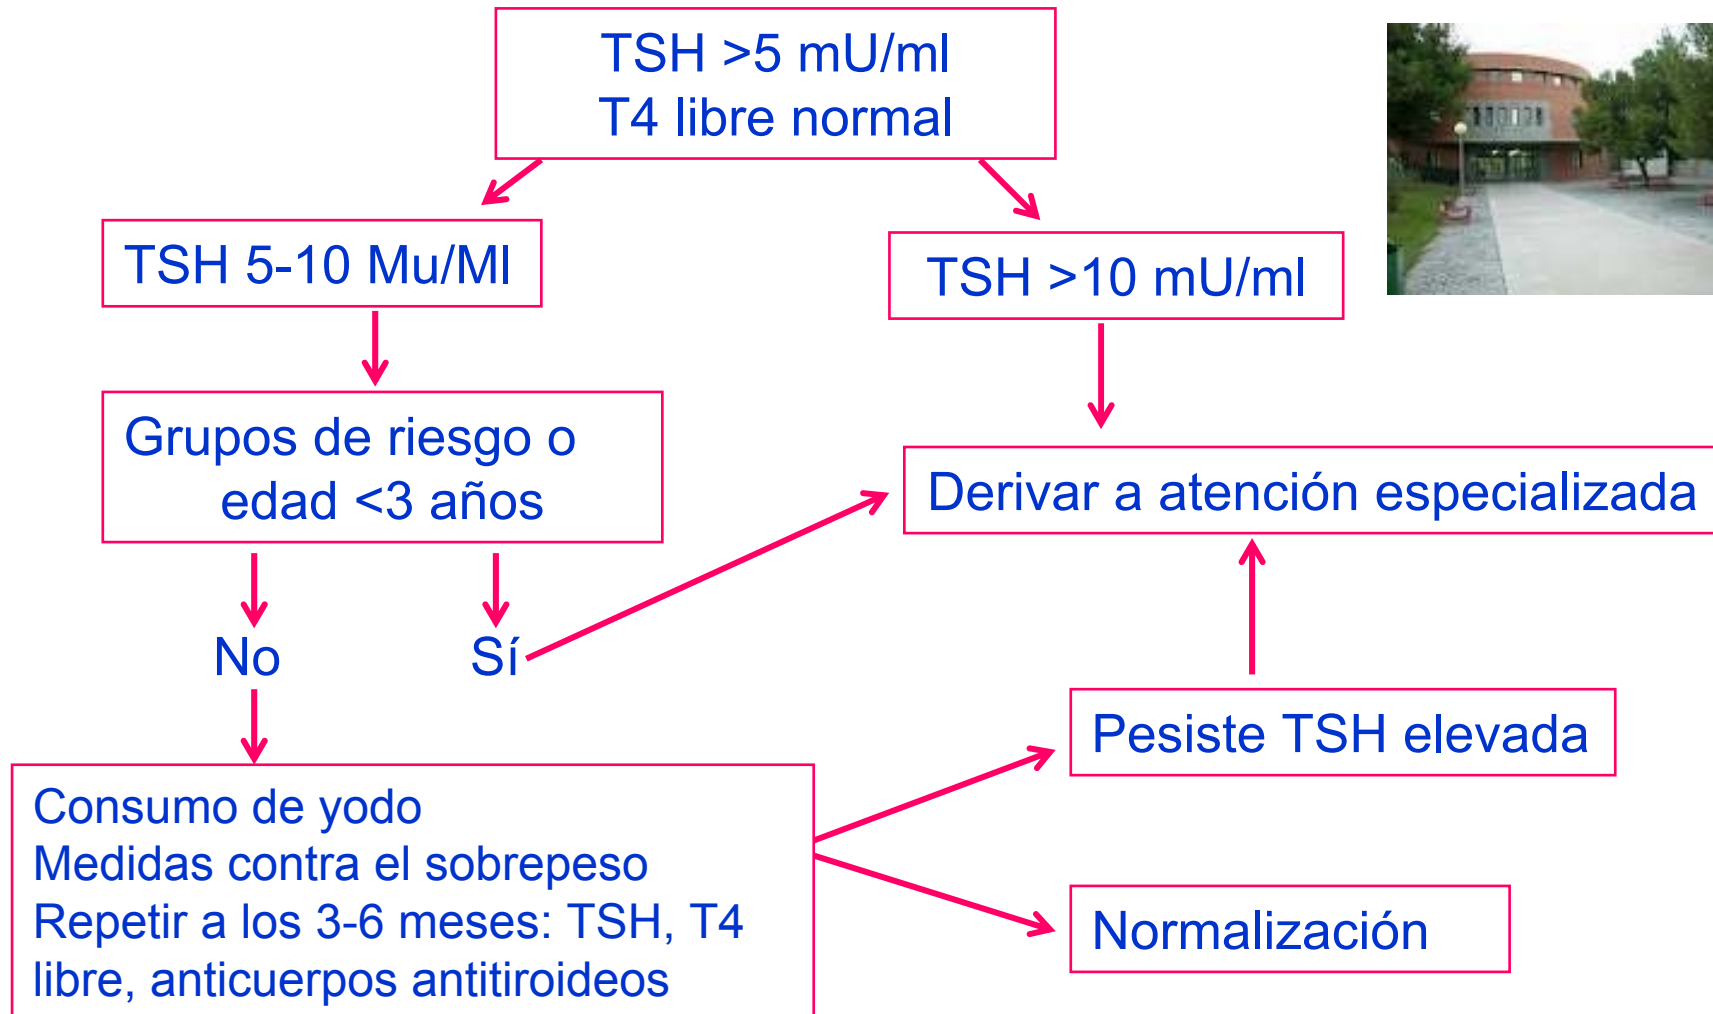 TSH >5 mU/ml
T4 libre normal
TSH 5-10 Mu/Ml
TSH >10 mU/ml
Grupos de riesgo o
edad <3 años
Derivar a atención especializada
No
Sí
Pesiste TSH elevada
Consumo de yodo
Medidas contra el sobrepeso
Repetir a los 3-6 meses: TSH, T4
libre, anticuerpos antitiroideos
Normalización